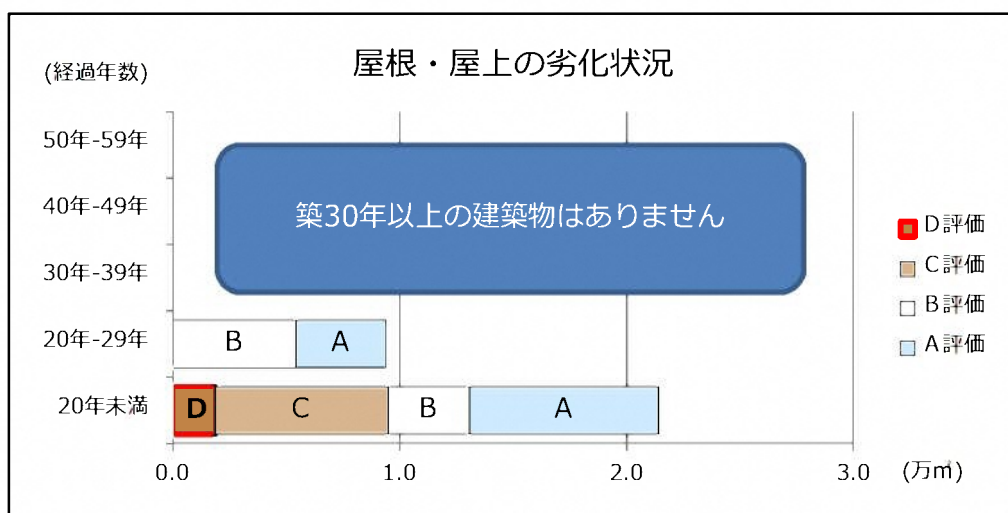 屋根・屋上の劣化状況
(経過年数)
50年-59年
40年-49年
30年-39年
20年-29年
20年未満
築30年以上の建築物はありません
B
A
D
C
B
A
0.0
1.0
2.0
3.0
(万㎡)
D評価
C評価
B評価
A評価